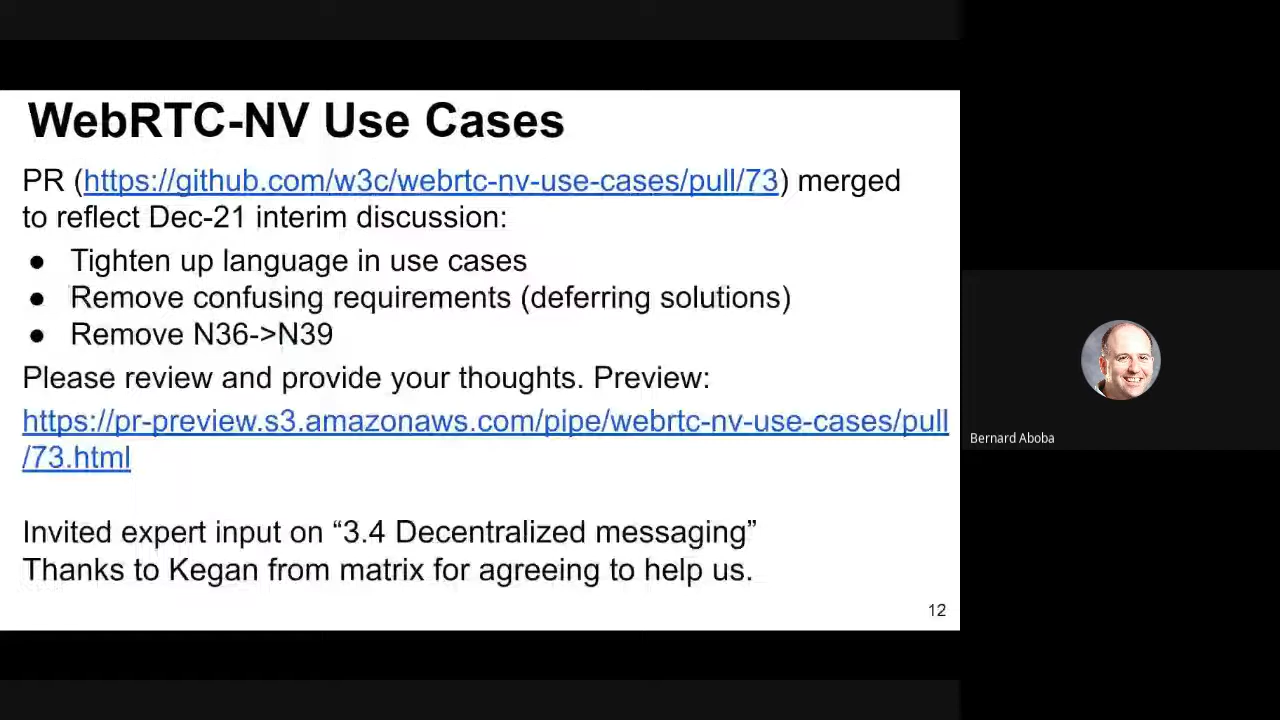 WebRTC-NV Use Cases
PR (https://github.com/w3c/webrtc-nv-use-cases/pull/73) merged
to reflect Dec-21 interim discussion:
● Tighten up language in use cases
● Remove confusing requirements (deferring solutions)
● Remove N36->N39
Please review and provide your thoughts. Preview:
https://pr-preview.s3.amazonaws.com/pipe/webrtc-nv-use-cases/pull
/73.html
Invited expert input on “3.4 Decentralized messaging”
Thanks to Kegan from matrix for agreeing to help us.
12
Bernard Aboba